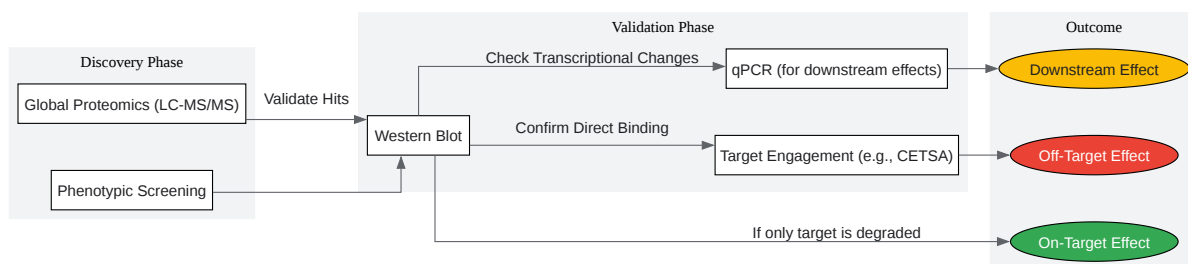 Discovery Phase
Global Proteomics (LC-MS/MS)
Phenotypic Screening
Validate Hits
Validation Phase
Western Blot
Check Transcriptional Changes
qPCR (for downstream effects)
Confirm Direct Binding
Target Engagement (e.g., CETSA)
If only target is degraded
Outcome
Downstream Effect
Off-Target Effect
On-Target Effect